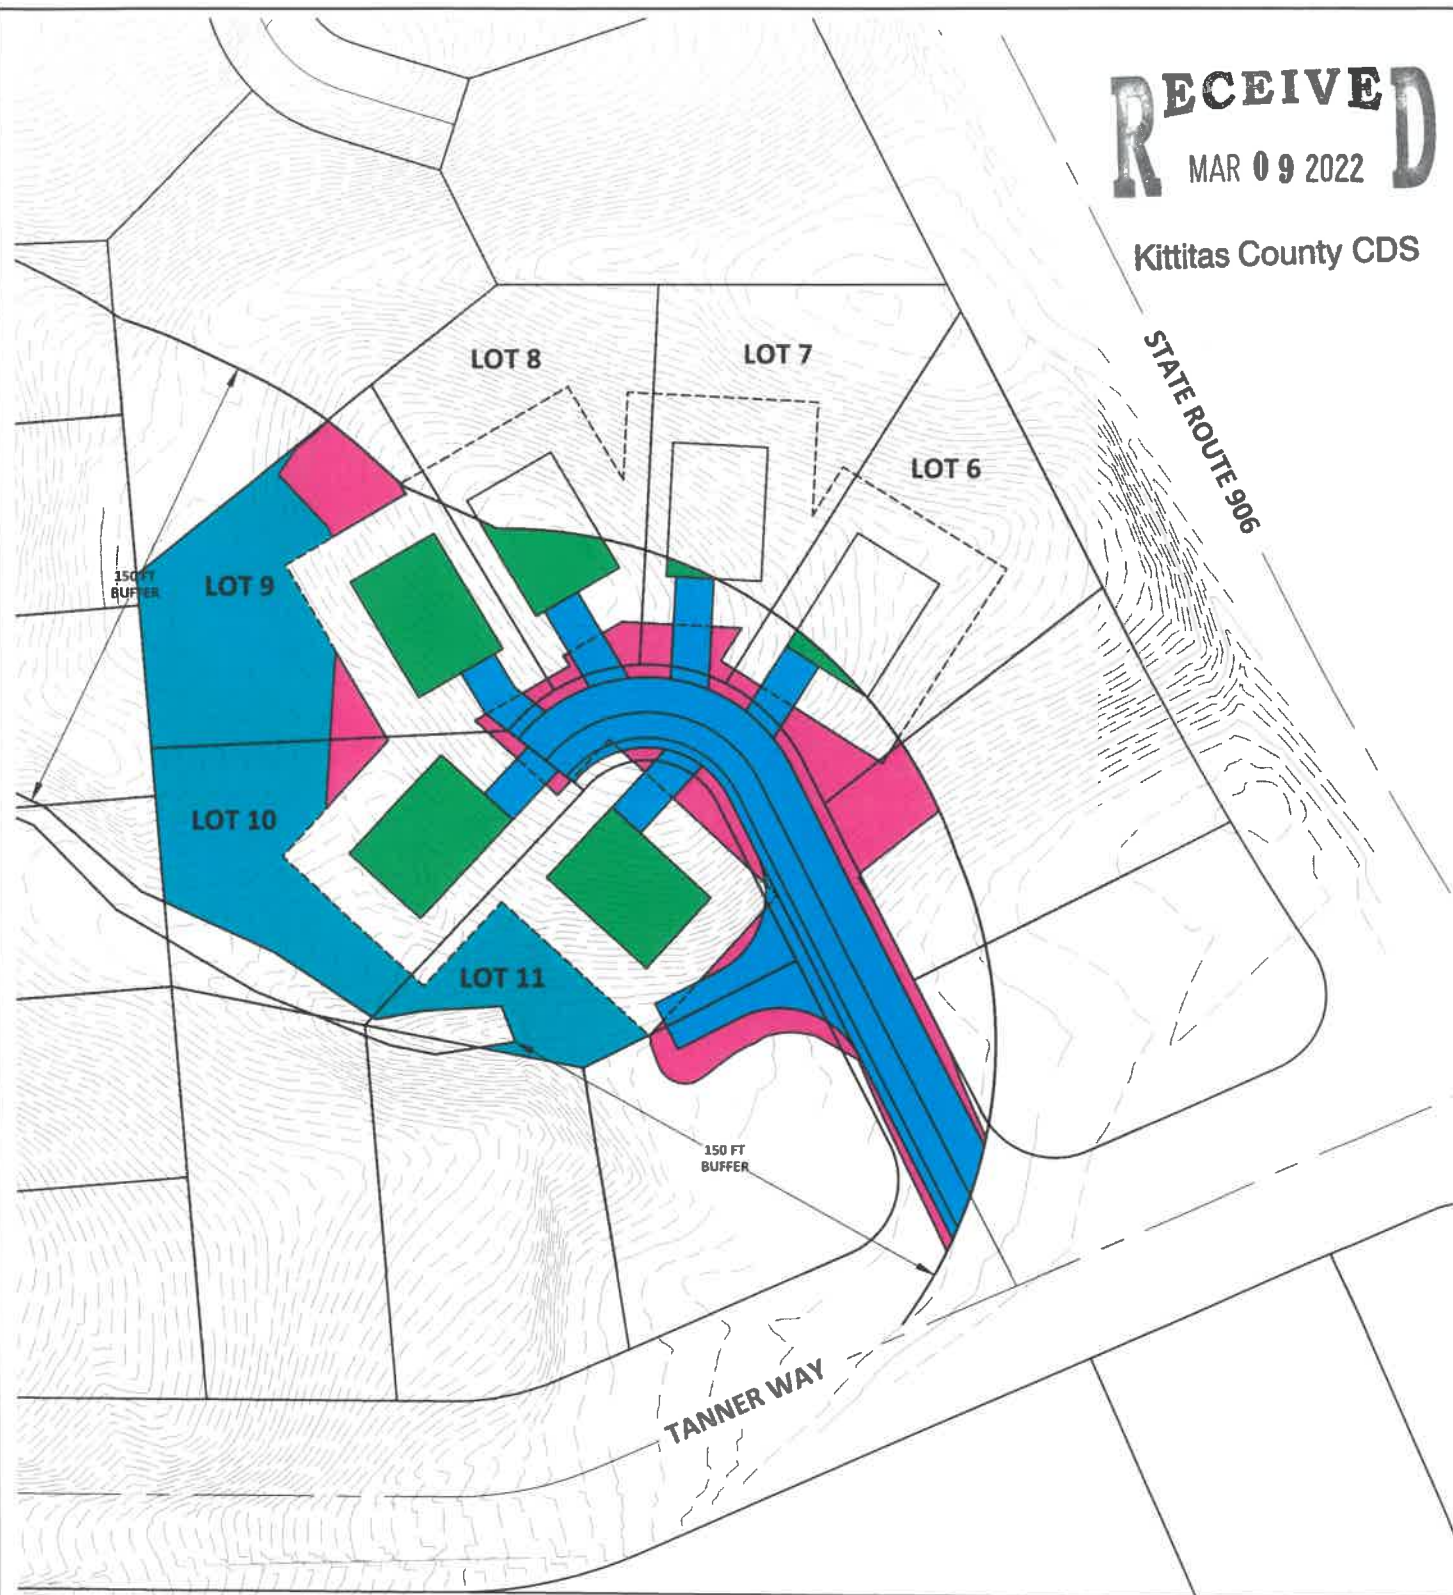 RECEIVED
MAR 09 2022
Kittitas County CDS
STATE ROUTE 906
LOT 8
LOT 7
LOT 6
LOT 9
150 FT
BUFFER
LOT 10
LOT 11
150 FT
BUFFER
TANNER WAY